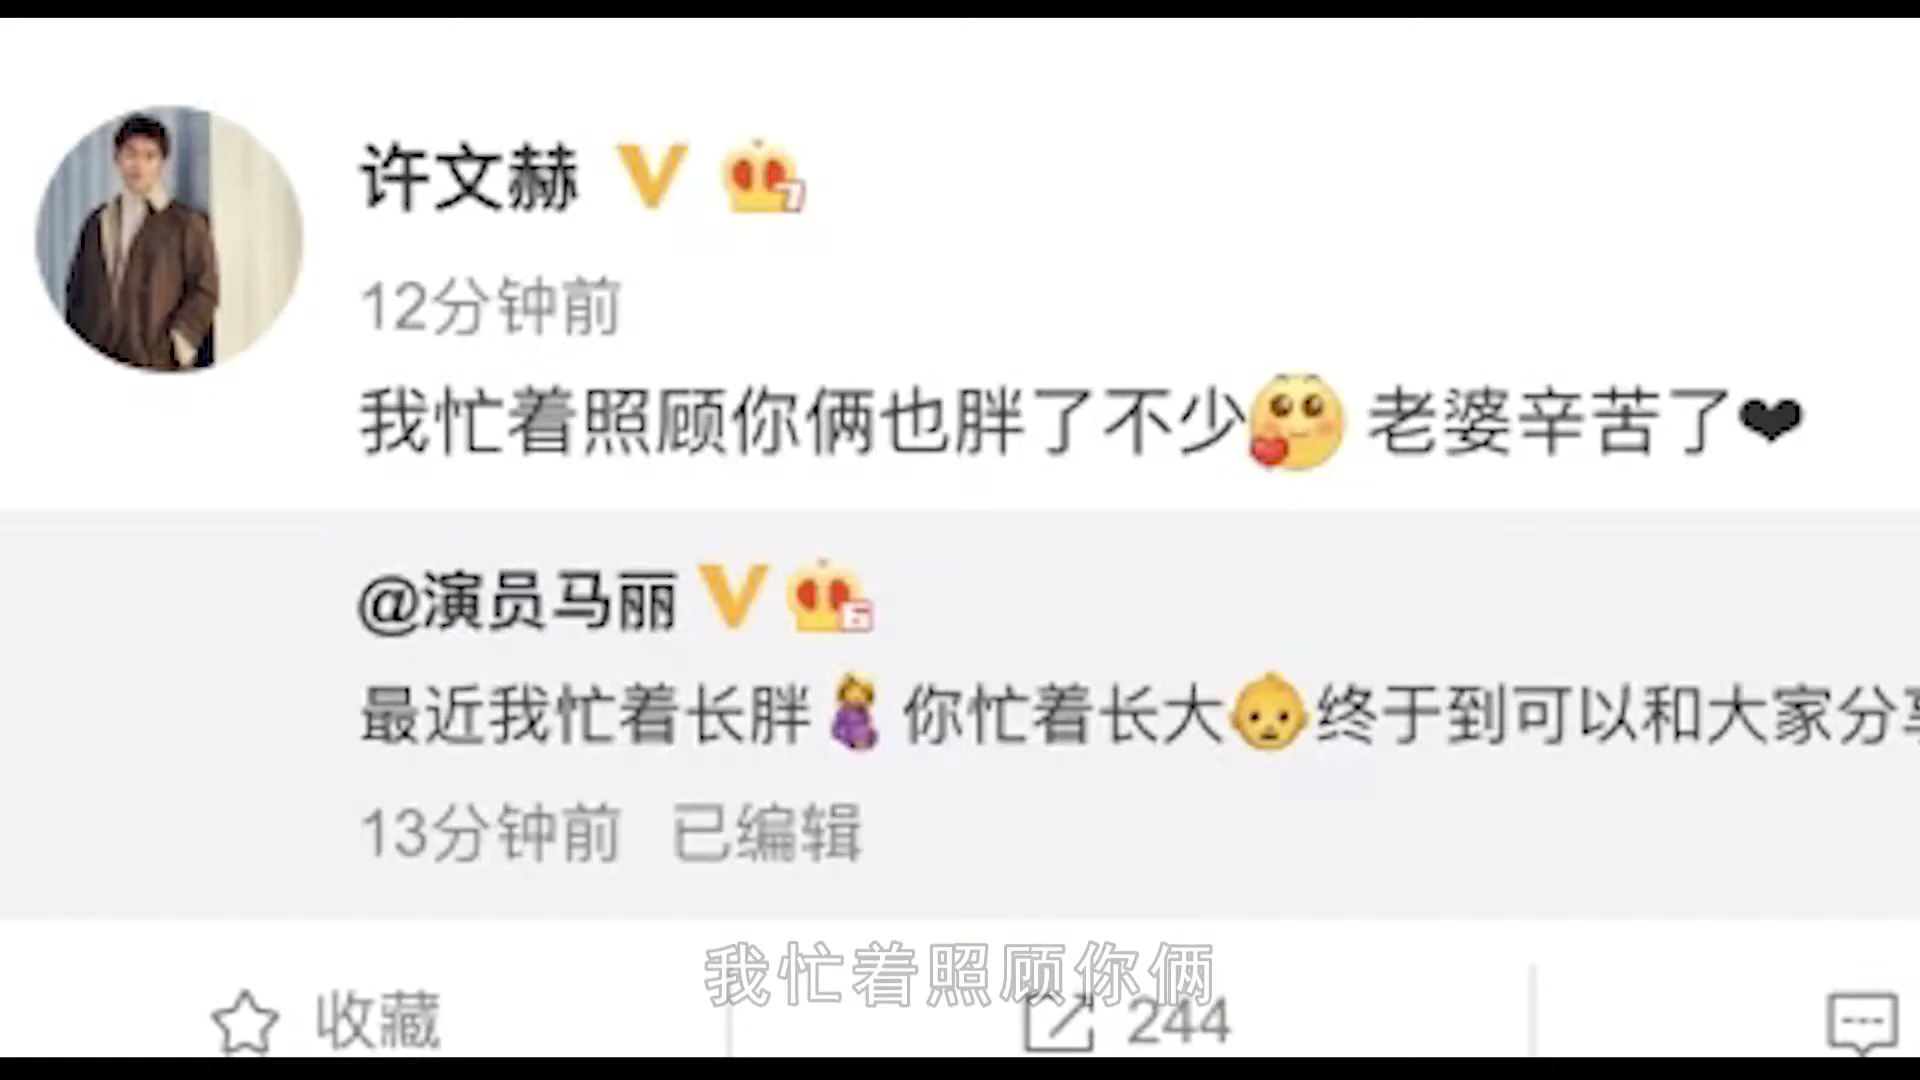 许文赫
12分钟前
我忙着照顾你俩也胖了不少 老婆辛苦了❤
@演员马丽
最近我忙着长胖🤰你忙着长大👶终于到可以和大家分享
13分钟前 已编辑
我忙着照顾你俩
收藏 244